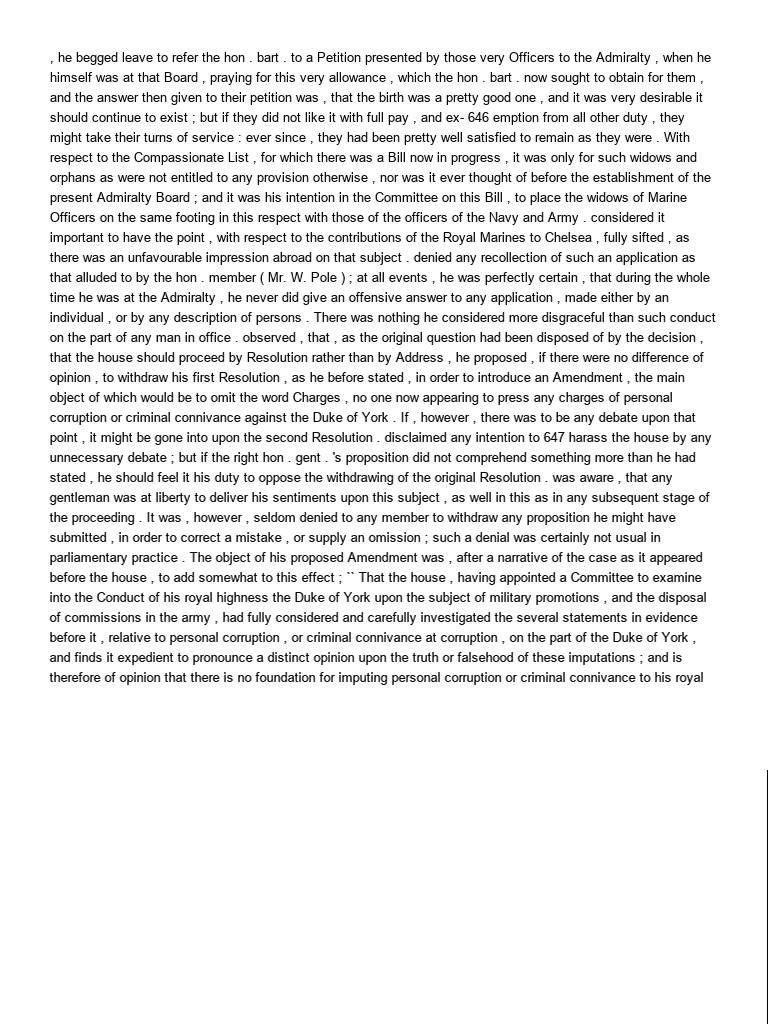 , he begged leave to refer the hon . bart . to a Petition presented by those very Officers to the Admiralty , when he
himself was at that Board , praying for this very allowance , which the hon . bart . now sought to obtain for them ,
and the answer then given to their petition was , that the birth was a pretty good one , and it was very desirable it
should continue to exist ; but if they did not like it with full pay , and ex- 646 emption from all other duty , they
might take their turns of service : ever since , they had been pretty well satisfied to remain as they were . With
respect to the Compassionate List , for which there was a Bill now in progress , it was only for such widows and
orphans as were not entitled to any provision otherwise , nor was it ever thought of before the establishment of the
present Admiralty Board ; and it was his intention in the Committee on this Bill , to place the widows of Marine
Officers on the same footing in this respect with those of the officers of the Navy and Army . considered it
important to have the point , with respect to the contributions of the Royal Marines to Chelsea , fully sifted , as
there was an unfavourable impression abroad on that subject . denied any recollection of such an application as
that alluded to by the hon . member ( Mr. W. Pole ) ; at all events , he was perfectly certain , that during the whole
time he was at the Admiralty , he never did give an offensive answer to any application , made either by an
individual , or by any description of persons . There was nothing he considered more disgraceful than such conduct
on the part of any man in office . observed , that , as the original question had been disposed of by the decision ,
that the house should proceed by Resolution rather than by Address , he proposed , if there were no difference of
opinion , to withdraw his first Resolution , as he before stated , in order to introduce an Amendment , the main
object of which would be to omit the word Charges , no one now appearing to press any charges of personal
corruption or criminal connivance against the Duke of York . If , however , there was to be any debate upon that
point , it might be gone into upon the second Resolution . disclaimed any intention to 647 harass the house by any
unnecessary debate ; but if the right hon . gent . 's proposition did not comprehend something more than he had
stated , he should feel it his duty to oppose the withdrawing of the original Resolution . was aware , that any
gentleman was at liberty to deliver his sentiments upon this subject , as well in this as in any subsequent stage of
the proceeding . It was , however , seldom denied to any member to withdraw any proposition he might have
submitted , in order to correct a mistake , or supply an omission ; such a denial was certainly not usual in
parliamentary practice . The object of his proposed Amendment was , after a narrative of the case as it appeared
before the house , to add somewhat to this effect ; `` That the house , having appointed a Committee to examine
into the Conduct of his royal highness the Duke of York upon the subject of military promotions , and the disposal
of commissions in the army , had fully considered and carefully investigated the several statements in evidence
before it , relative to personal corruption , or criminal connivance at corruption , on the part of the Duke of York ,
and finds it expedient to pronounce a distinct opinion upon the truth or falsehood of these imputations ; and is
therefore of opinion that there is no foundation for imputing personal corruption or criminal connivance to his royal